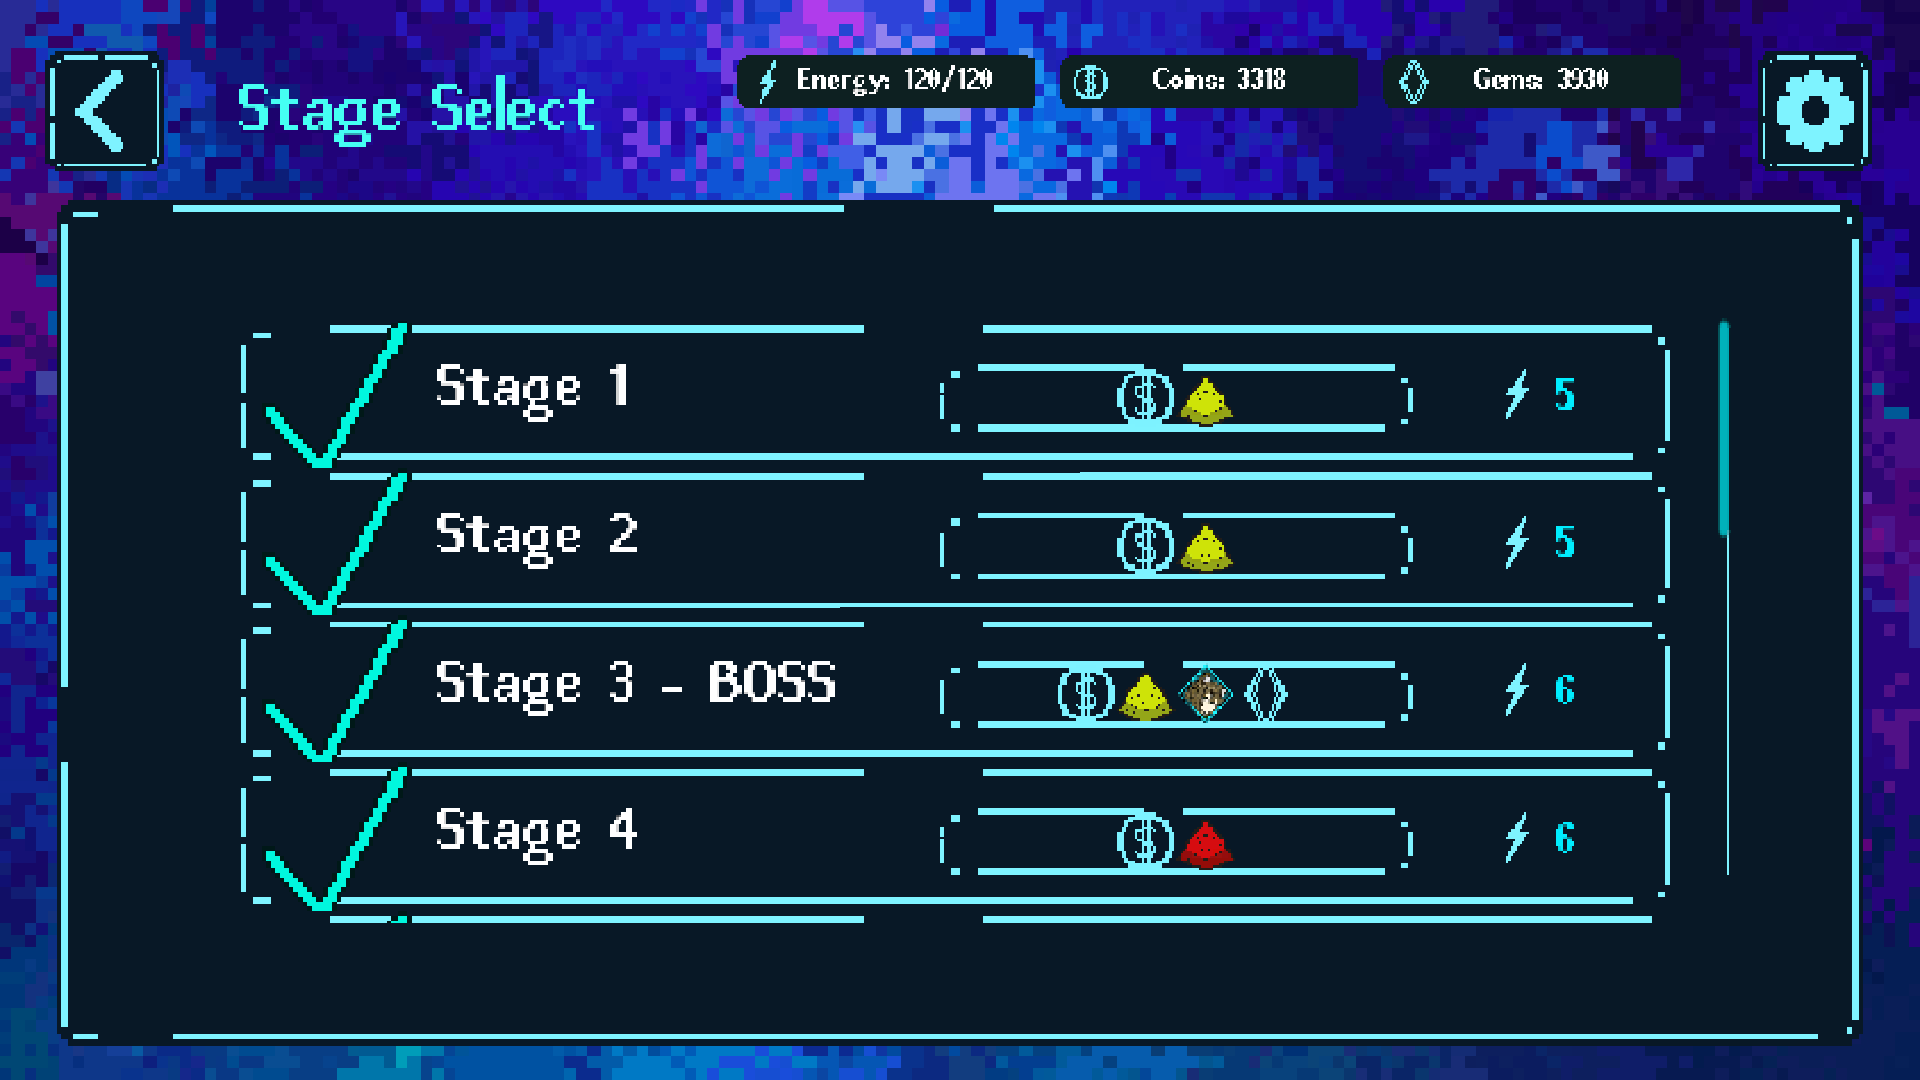 Stage Select
Energy: 120/120
Coins: 3318
Gems: 3930
Stage 1
5
Stage 2
5
Stage 3 - BOSS
6
Stage 4
6